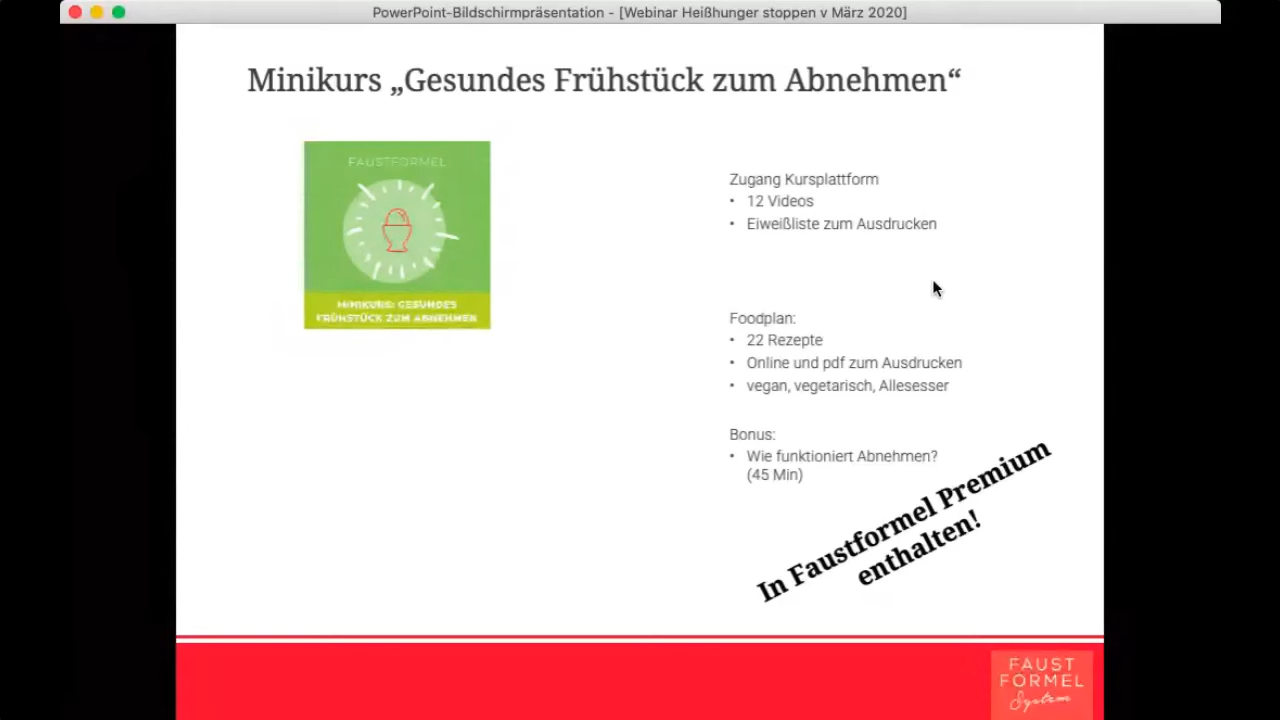 PowerPoint-Bildschirmpräsentation - [Webinar Heißhunger stoppen v März 2020]
Minikurs „Gesundes Frühstück zum Abnehmen“
FAUSTFORMEL
MINIKURS: GESUNDES
FRÜHSTÜCK ZUM ABNEHMEN
Zugang Kursplattform
• 12 Videos
• Eiweißliste zum Ausdrucken
Foodplan:
• 22 Rezepte
• Online und pdf zum Ausdrucken
• vegan, vegetarisch, Allesesser
Bonus:
• Wie funktioniert Abnehmen?
(45 Min)
In Faustformel Premium
enthalten!
FAUST
FORMEL
System